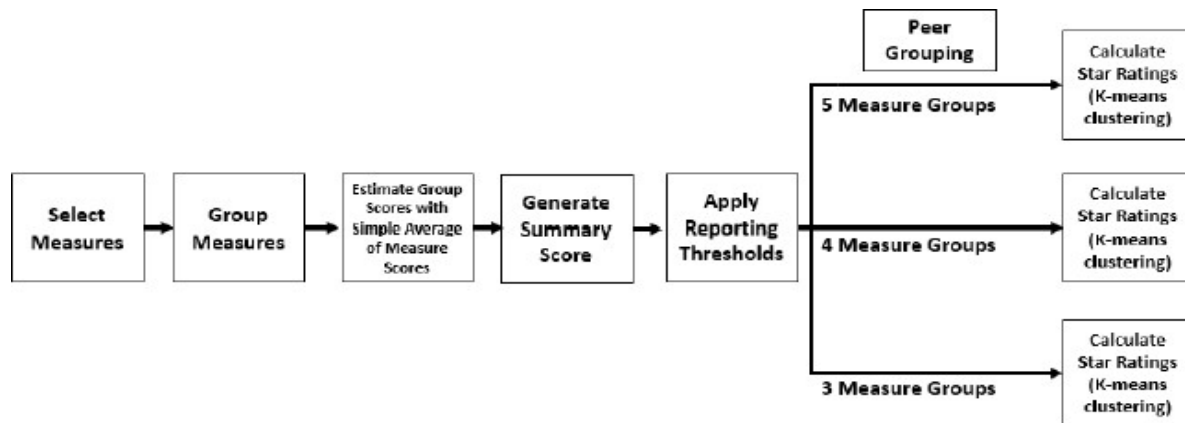 Select
Measures
Group
Measures
Estimate Group
Scores with
Simple Average
of Measure
Scores
Generate
Summary
Score
Apply
Reporting
Thresholds
Peer
Grouping
5 Measure Groups
Calculate
Star Ratings
(K-means
clustering)
4 Measure Groups
Calculate
Star Ratings
(K-means
clustering)
3 Measure Groups
Calculate
Star Ratings
(K-means
clustering)